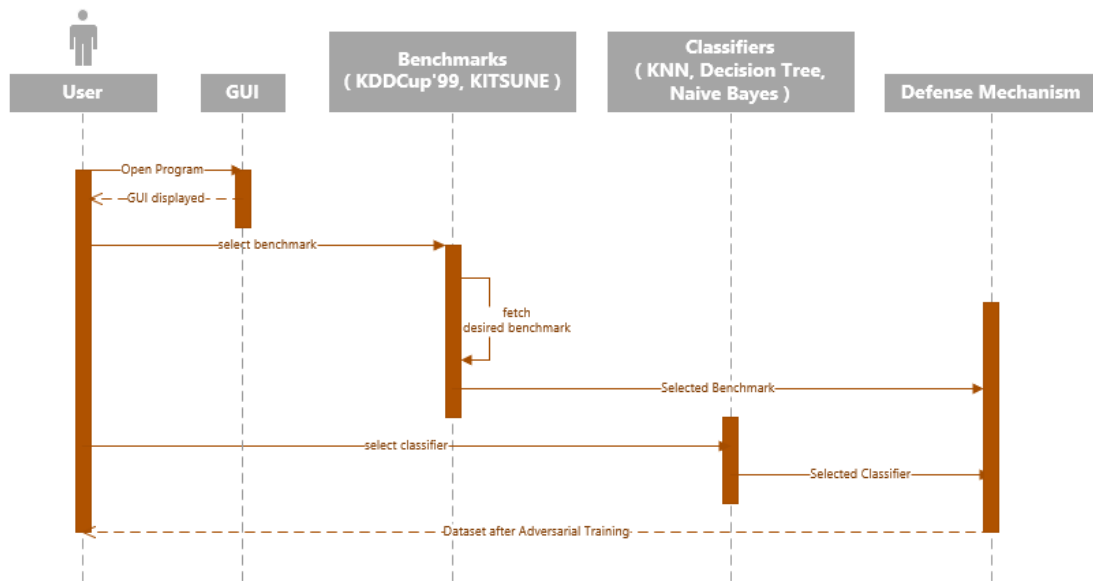 User
GUI
Benchmarks
( KDDCup'99, KITSUNE )
Classifiers
( KNN, Decision Tree,
Naive Bayes )
Defense Mechanism
Open Program
GUI displayed
select benchmark
fetch
desired benchmark
Selected Benchmark
select classifier
Selected Classifier
Dataset after Adversarial Training